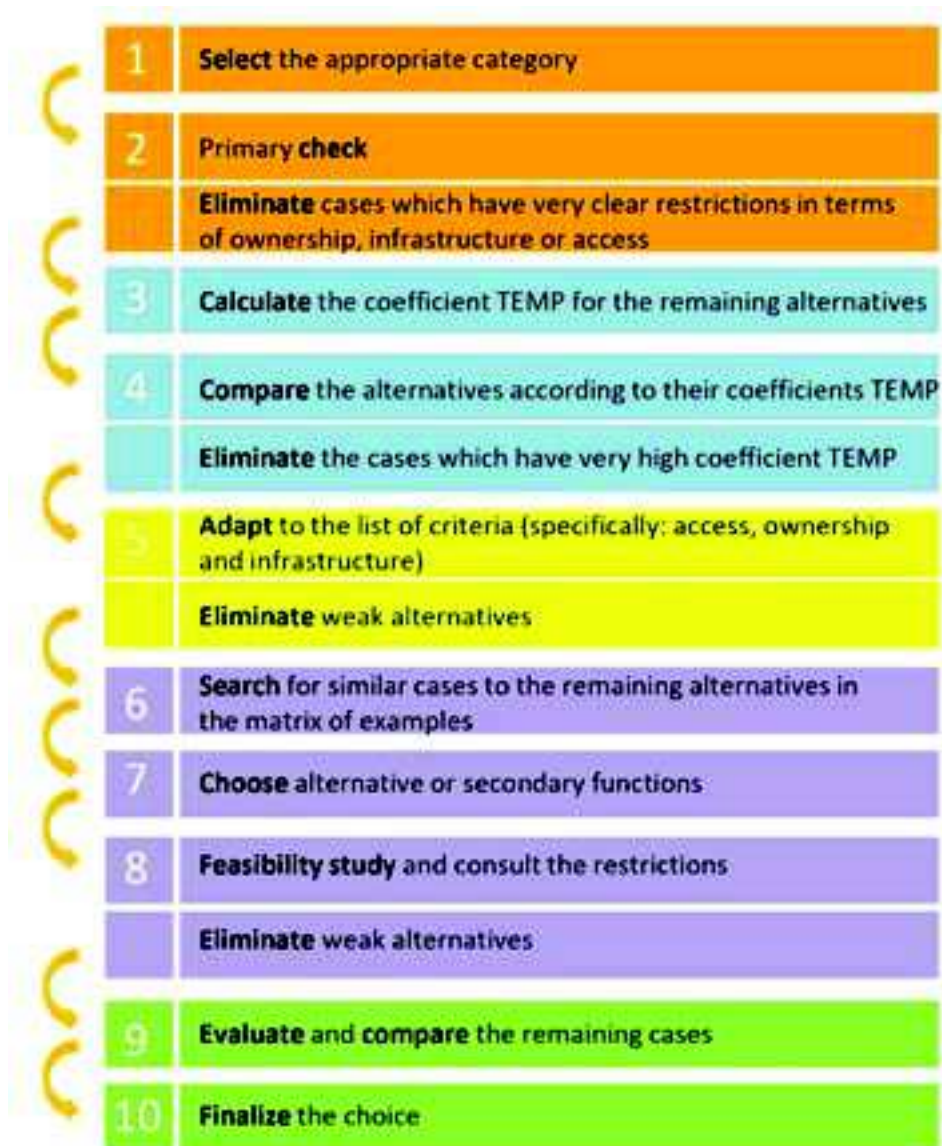 1 Select the appropriate category
2 Primary check
Eliminate cases which have very clear restrictions in terms
of ownership, infrastructure or access
3 Calculate the coefficient TEMP for the remaining alternatives
4 Compare the alternatives according to their coefficients TEMP
Eliminate the cases which have very high coefficient TEMP
5 Adapt to the list of criteria (specifically: access, ownership
and infrastructure)
Eliminate weak alternatives
6 Search for similar cases to the remaining alternatives in
the matrix of examples
7 Choose alternative or secondary functions
8 Feasibility study and consult the restrictions
Eliminate weak alternatives
9 Evaluate and compare the remaining cases
10 Finalize the choice